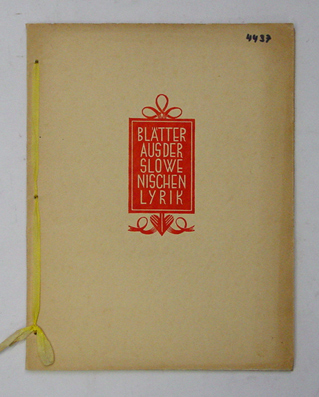 4437
BLÄTTER
AUS DER
SLOWE
NISCHEN
LYRIK